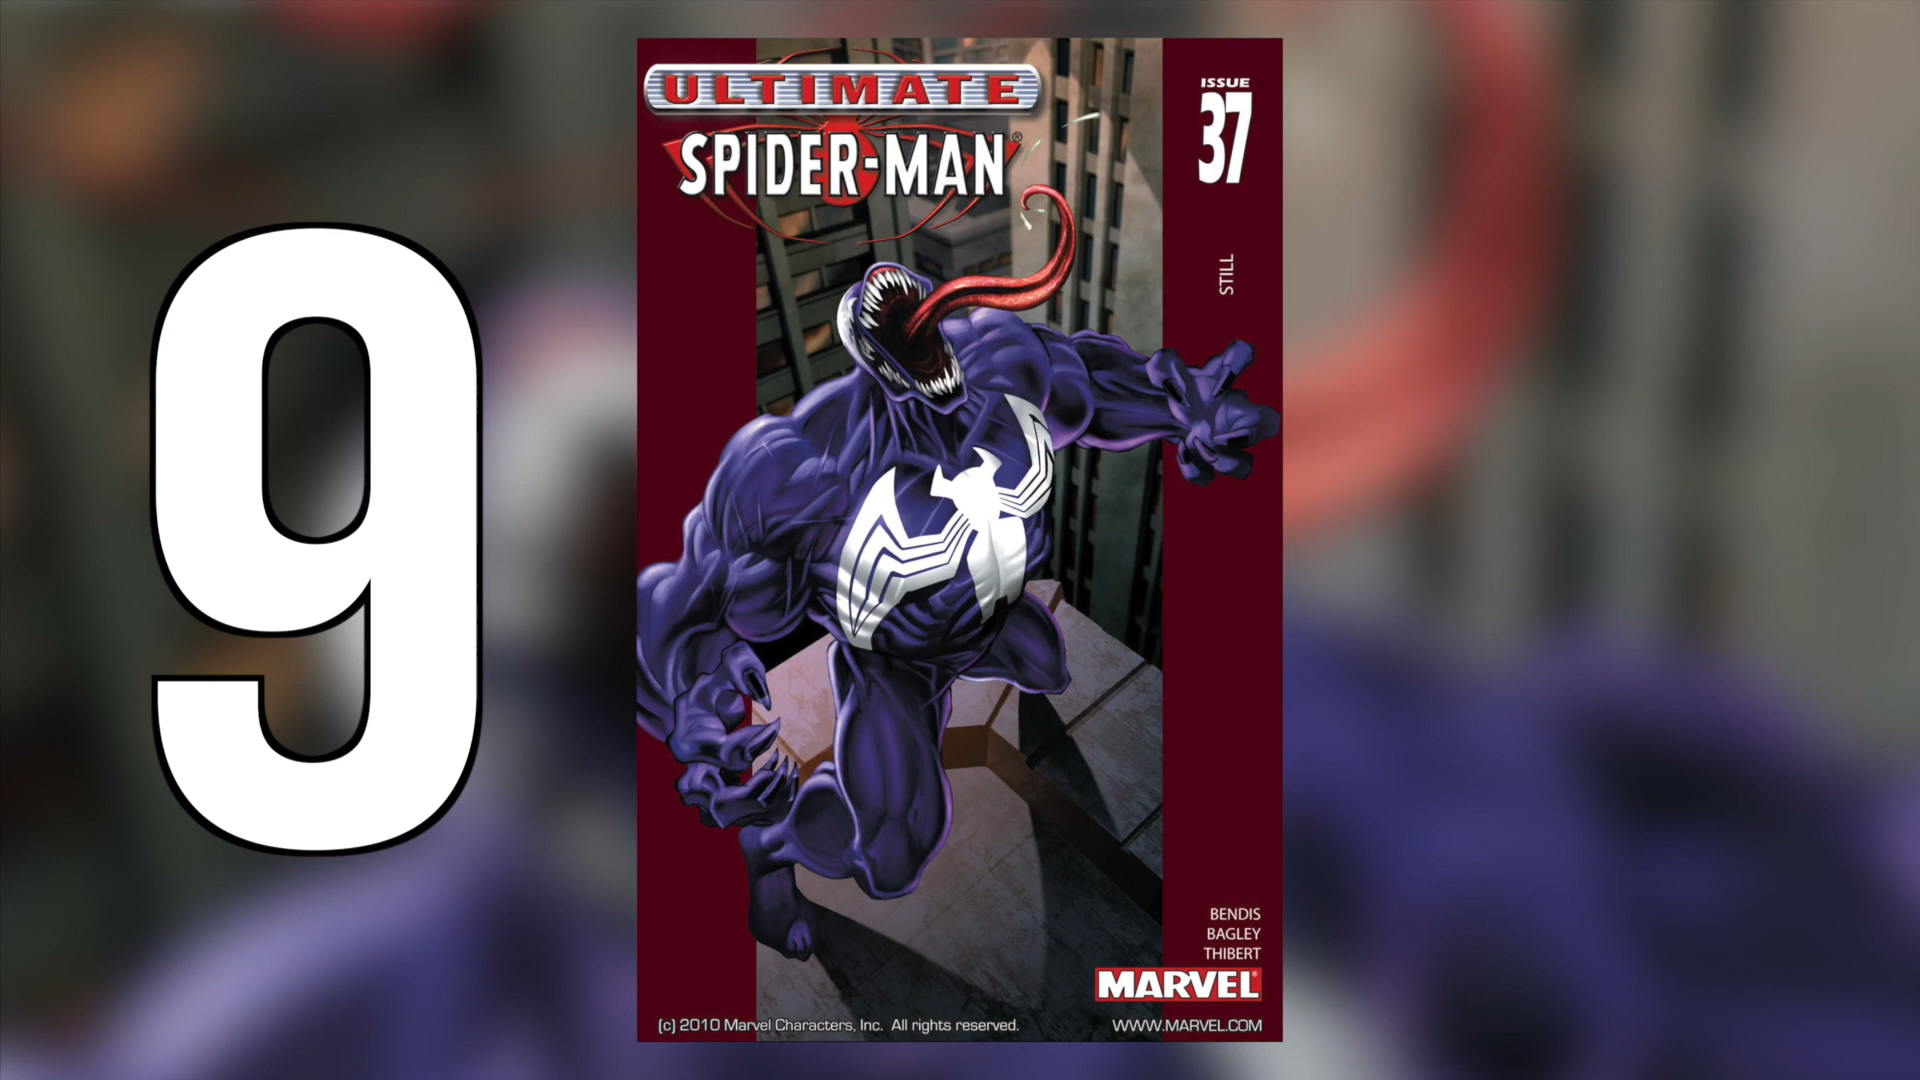 9
ULTIMATE
SPIDER-MAN®
ISSUE
37
STILL
BENDIS
BAGLEY
THIBERT
MARVEL®
(c) 2010 Marvel Characters, Inc. All rights reserved.
WWW.MARVEL.COM